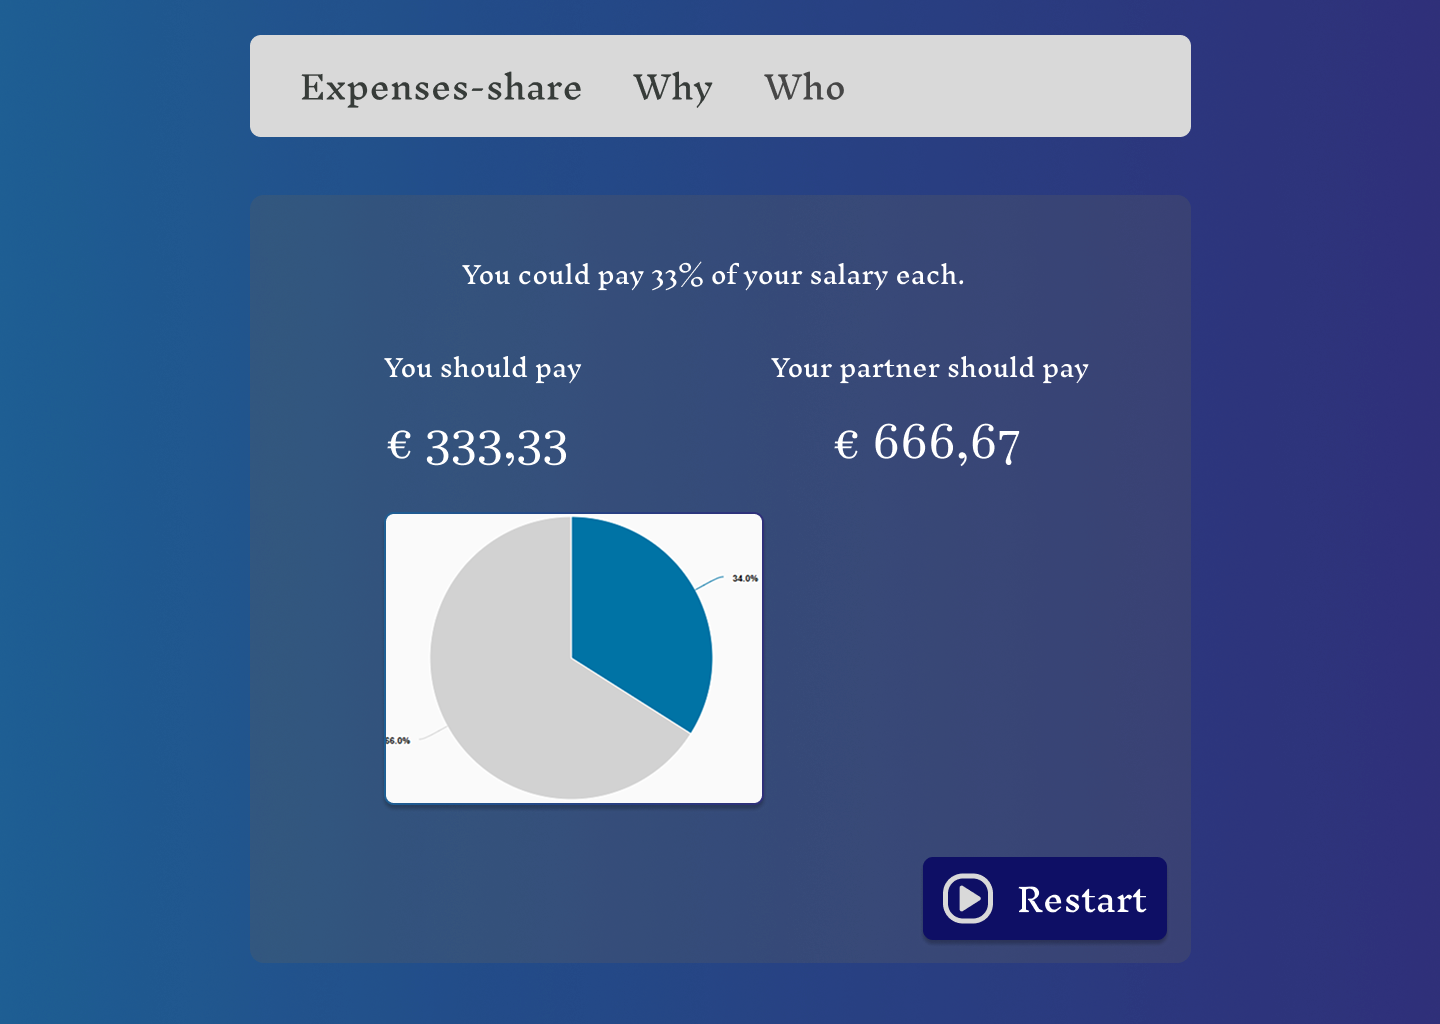 Expenses-share Why Who
You could pay 33% of your salary each.
You should pay
Your partner should pay
€ 333,33
€ 666,67
34.0%
66.0%
Restart